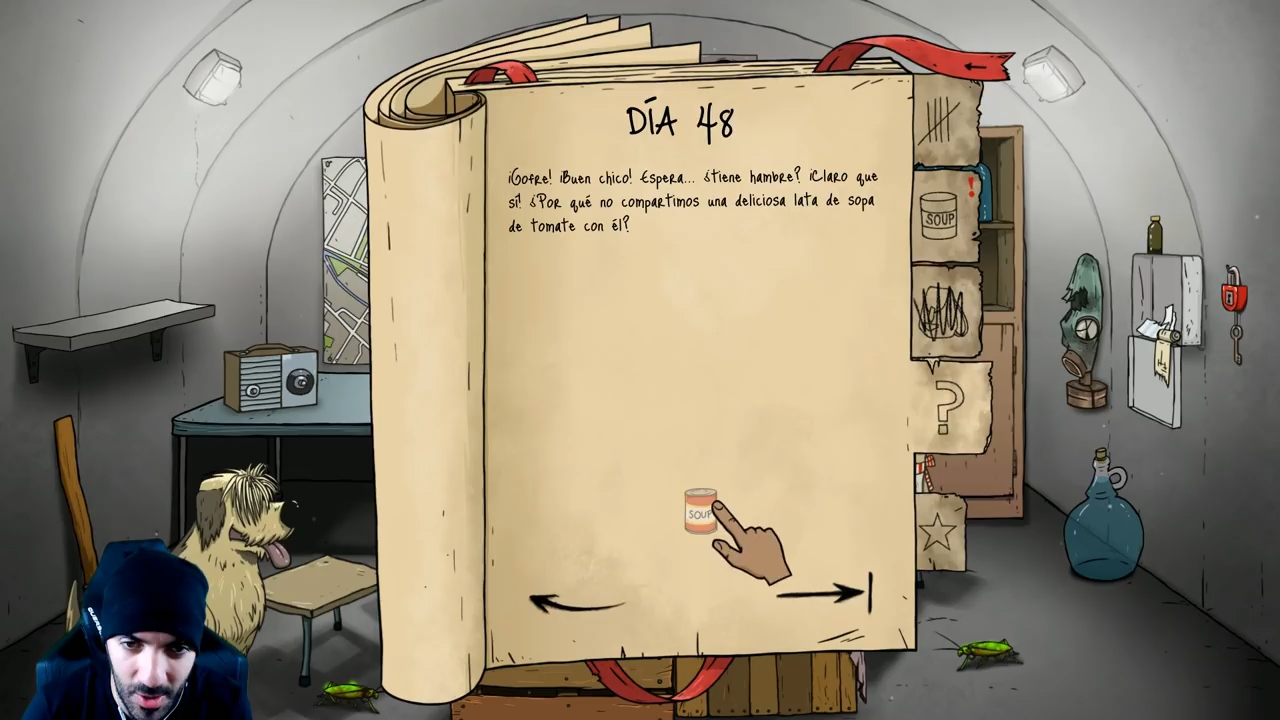 DÍA 48
¡Gofre! ¡Buen chico! Espera... ¿tiene hambre? ¡Claro que
sí! ¿Por qué no compartimos una deliciosa lata de sopa
de tomate con él?
SOUP
!
SOUP
?